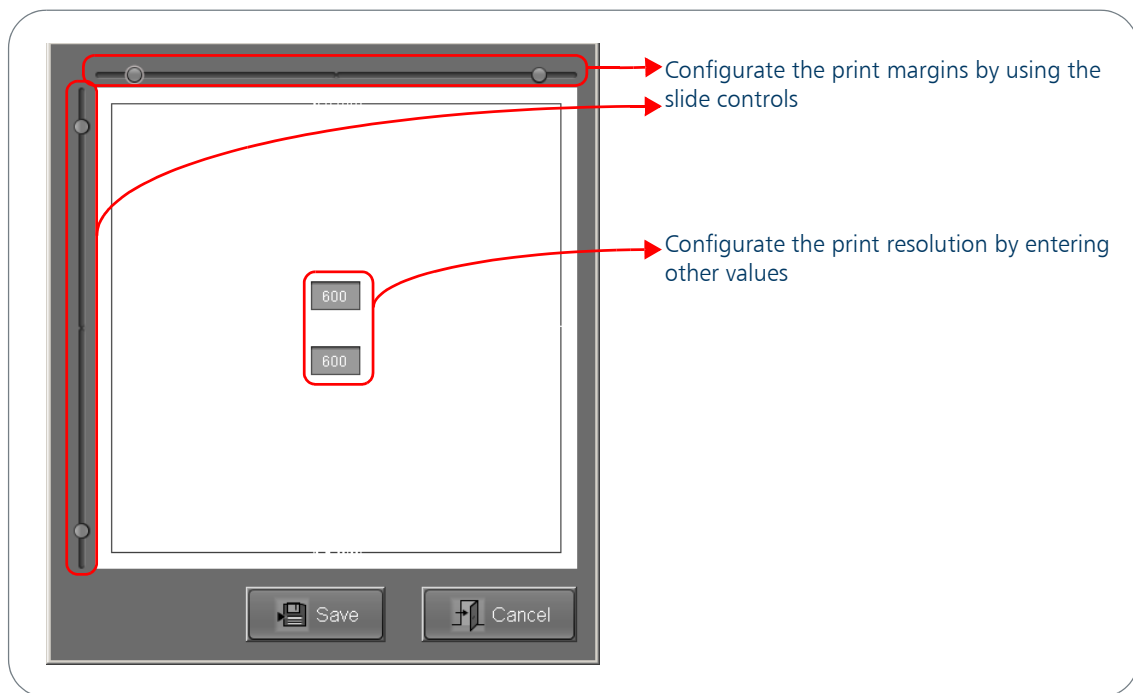 Configurate the print margins by using the
slide controls
Configurate the print resolution by entering
other values
600
600
Save
Cancel